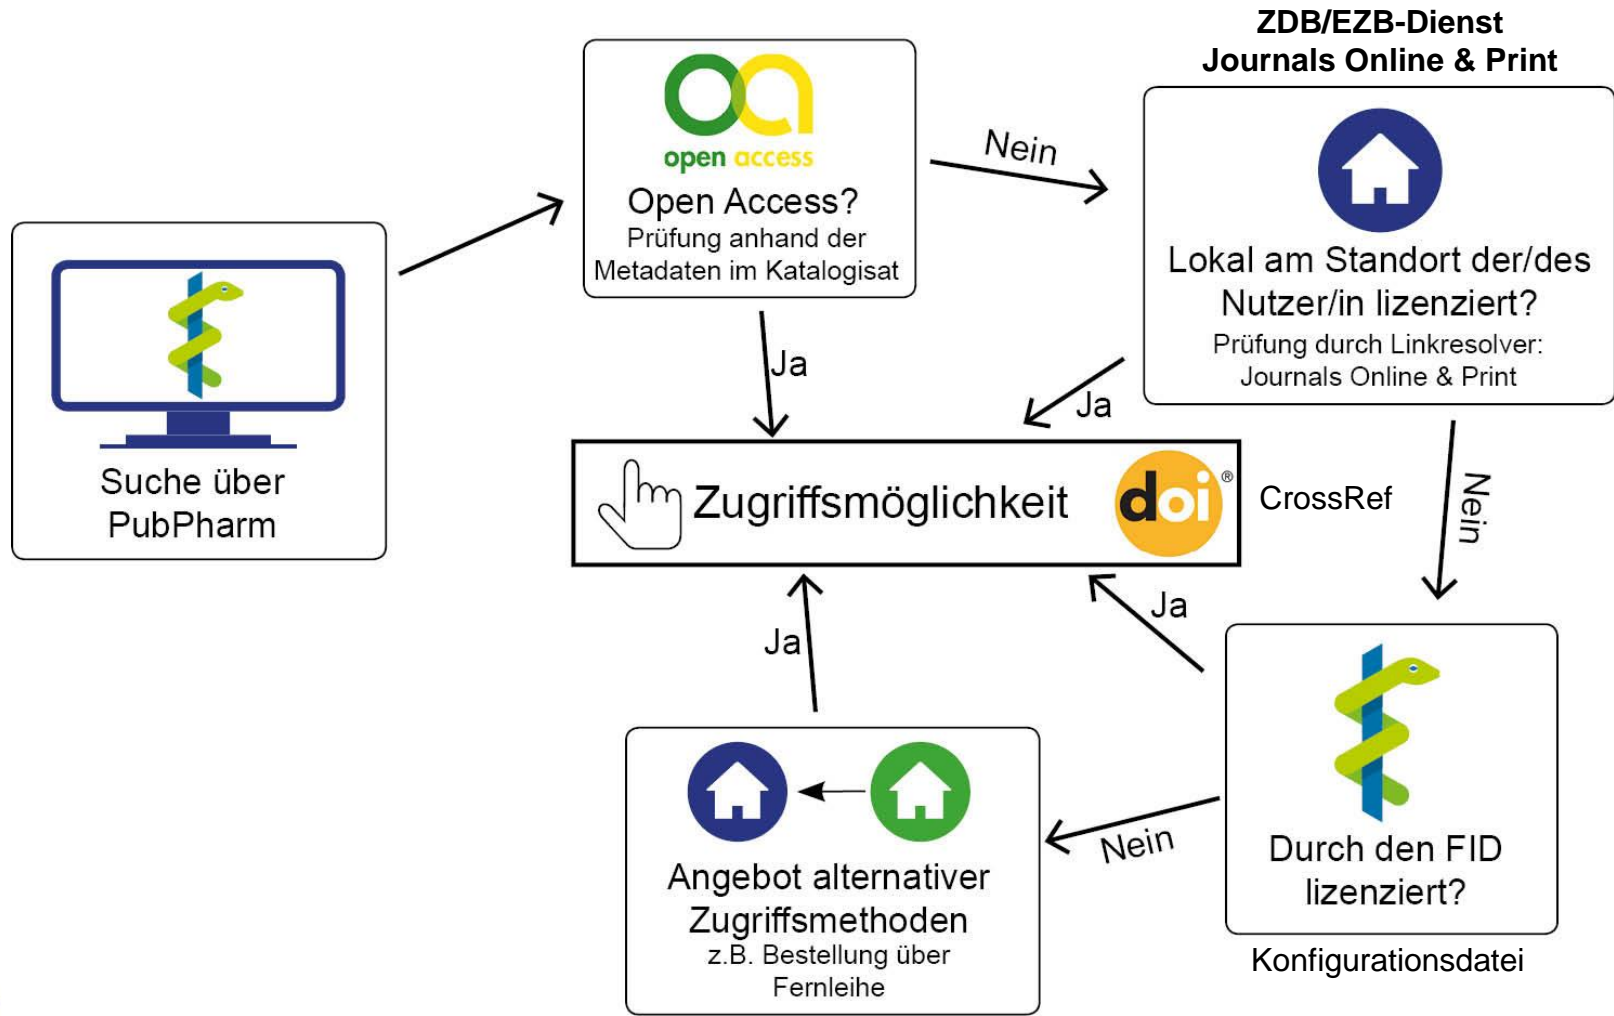 ZDB/EZB-Dienst
Journals Online & Print
open access
Open Access?
Prüfung anhand der
Metadaten im Katalogisat
Nein
Lokal am Standort der/des
Nutzer/in lizenziert?
Prüfung durch Linkresolver:
Journals Online & Print
Suche über
PubPharm
Ja
Ja
Zugriffsmöglichkeit
doi®
CrossRef
Nein
Ja
Ja
Durch den FID
lizenziert?
Konfigurationsdatei
Nein
Angebot alternativer
Zugriffsmethoden
z.B. Bestellung über
Fernleihe